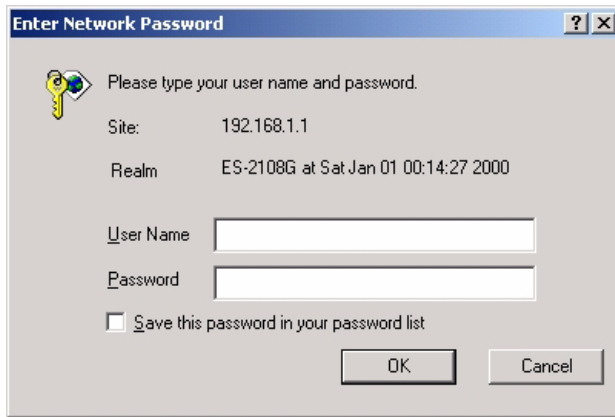 Enter Network Password
Please type your user name and password.
Site: 192.168.1.1
Realm ES-2108G at Sat Jan 01 00:14:27 2000
User Name
Password
Save this password in your password list
OK Cancel